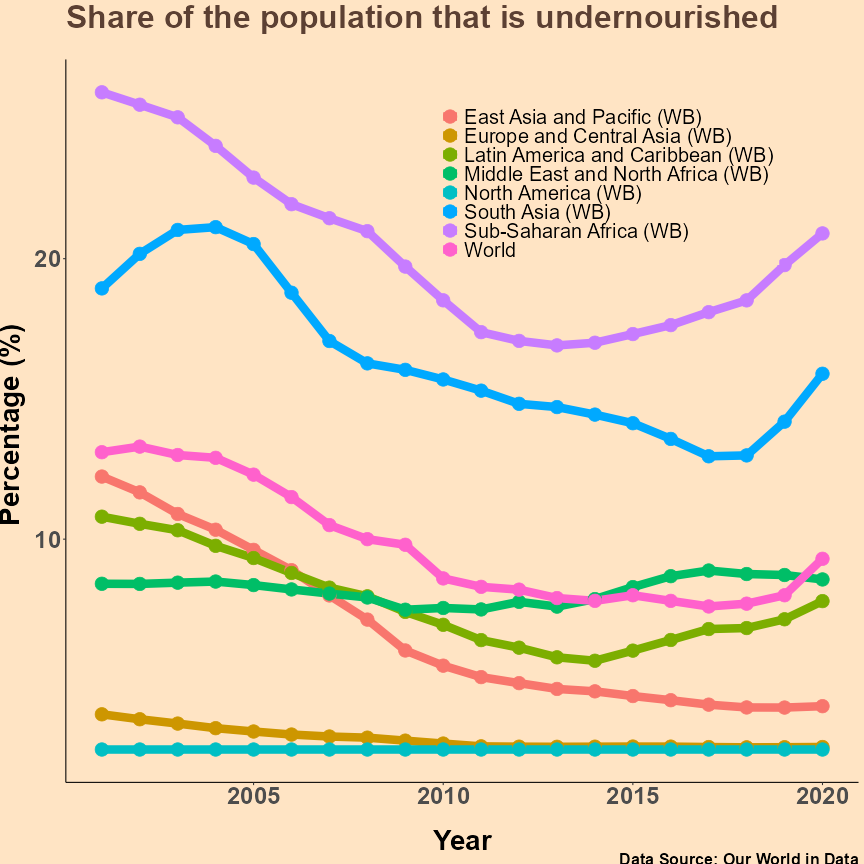 Share of the population that is undernourished
East Asia and Pacific (WB)
Europe and Central Asia (WB)
Latin America and Caribbean (WB)
Middle East and North Africa (WB)
North America (WB)
South Asia (WB)
Sub-Saharan Africa (WB)
World
20
10
Percentage (%)
2005 2010 2015 2020
Year
Data Source: Our World in Data